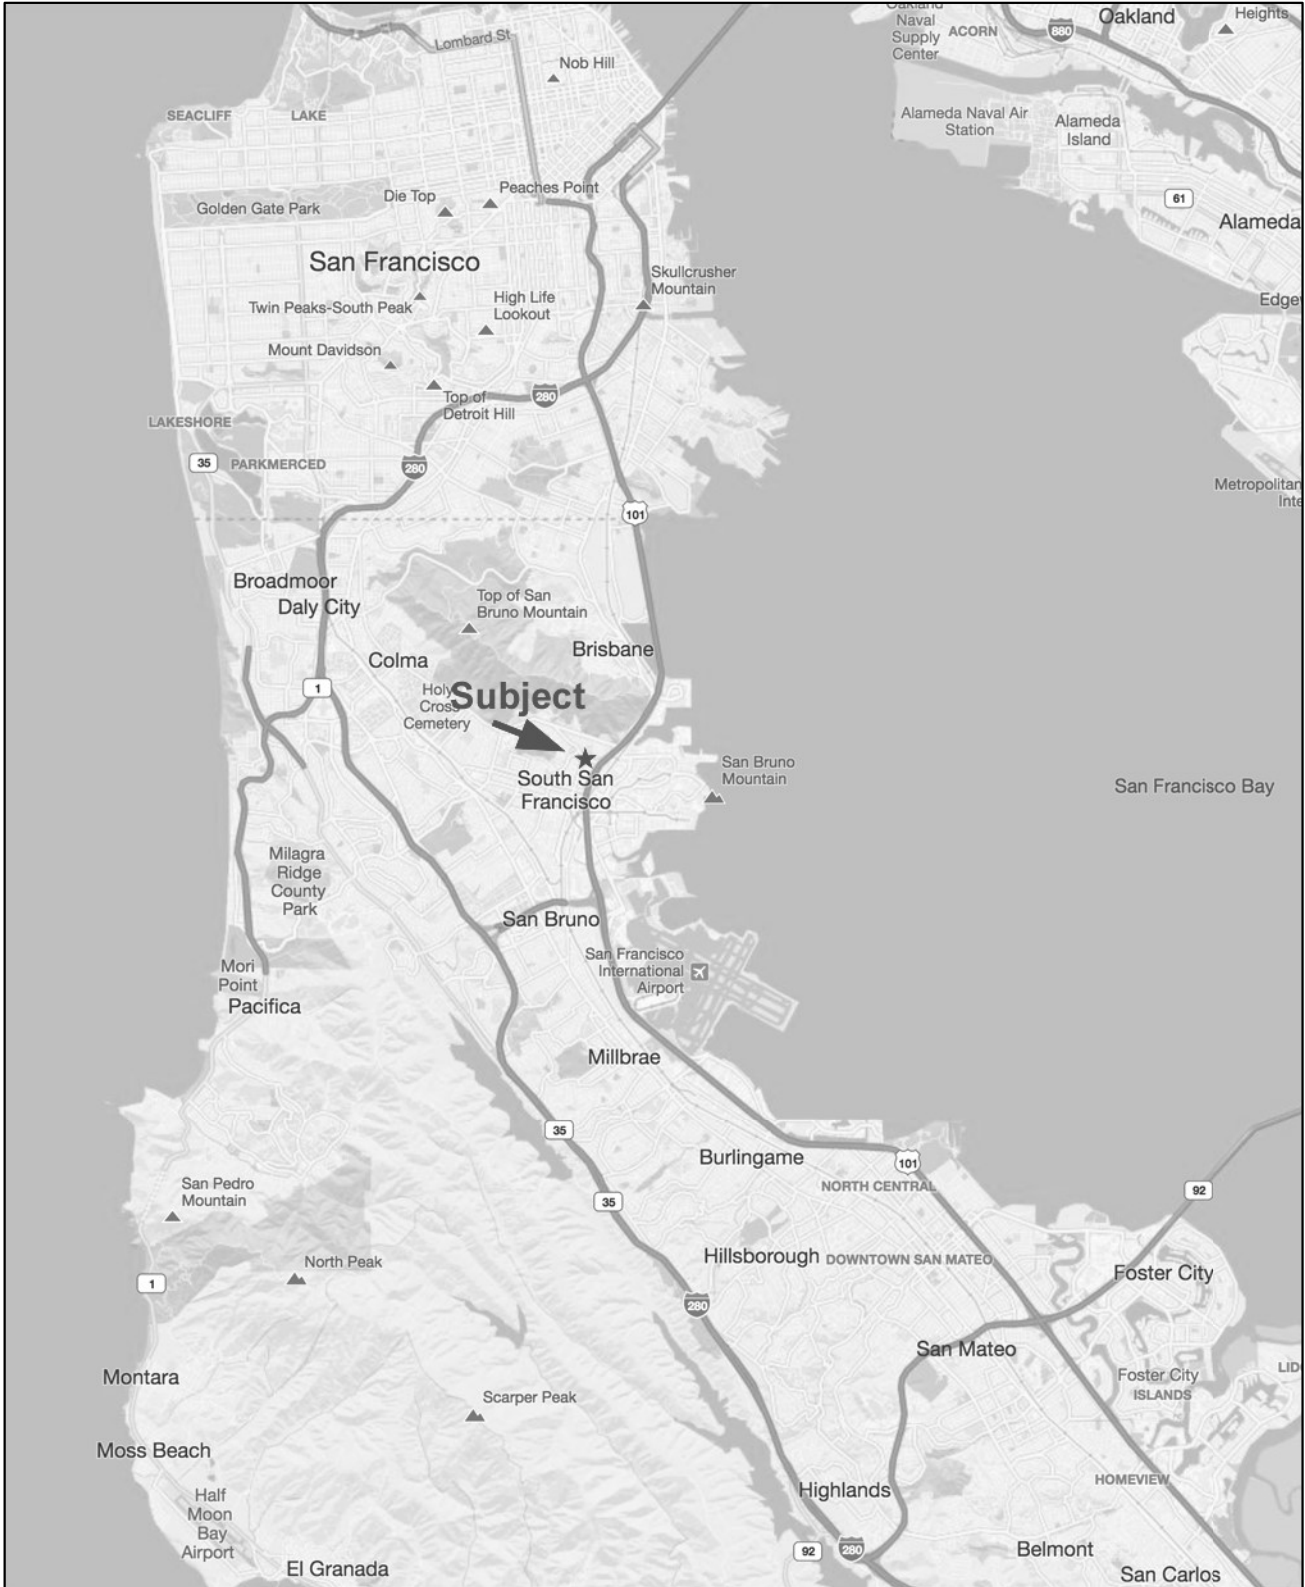 Oakland
Naval
Supply
Center
ACORN
880
Oakland
Heights
Lombard St
Nob Hill
SEACLIFF
LAKE
Alameda Naval Air
Station
Alameda
Island
Die Top
Peaches Point
61
Golden Gate Park
Alameda
San Francisco
Skullcrusher
Mountain
Twin Peaks-South Peak
High Life
Lookout
Edgew
Mount Davidson
Top of
Detroit Hill
280
LAKESHORE
35
PARKMERCED
280
Metropolitan
Inte
101
Broadmoor
Daly City
Top of San
Bruno Mountain
Brisbane
Colma
1
Holy
Cross
Cemetery
Subject
South San
Francisco
San Bruno
Mountain
San Francisco Bay
Milagra
Ridge
County
Park
San Bruno
San Francisco
International
Airport
Mori
Point
Pacifica
Millbrae
35
Burlingame
101
NORTH CENTRAL
San Pedro
Mountain
35
92
North Peak
Hillsborough
DOWNTOWN SAN MATEO
Foster City
1
280
San Mateo
Montara
Foster City
ISLANDS
LID
Scarper Peak
Moss Beach
HOMEVIEW
Highlands
Half
Moon
Bay
Airport
92
280
Belmont
El Granada
San Carlos